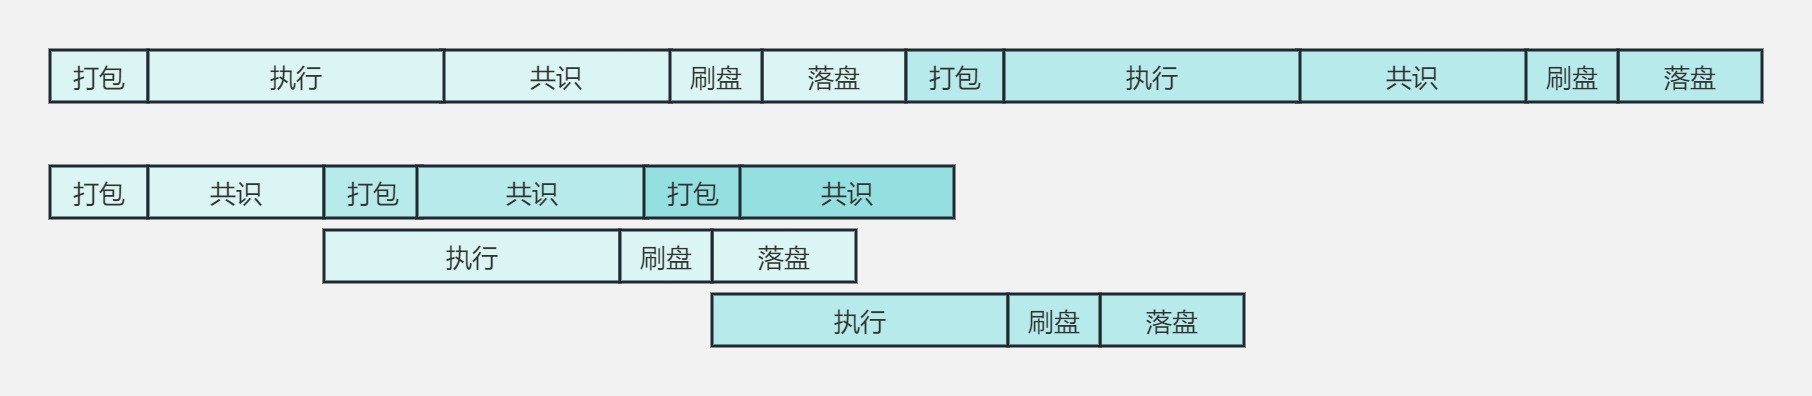 打包 执行 共识 刷盘 落盘 打包 执行 共识 刷盘 落盘
打包 共识 打包 共识 打包 共识
执行 刷盘 落盘
执行 刷盘 落盘